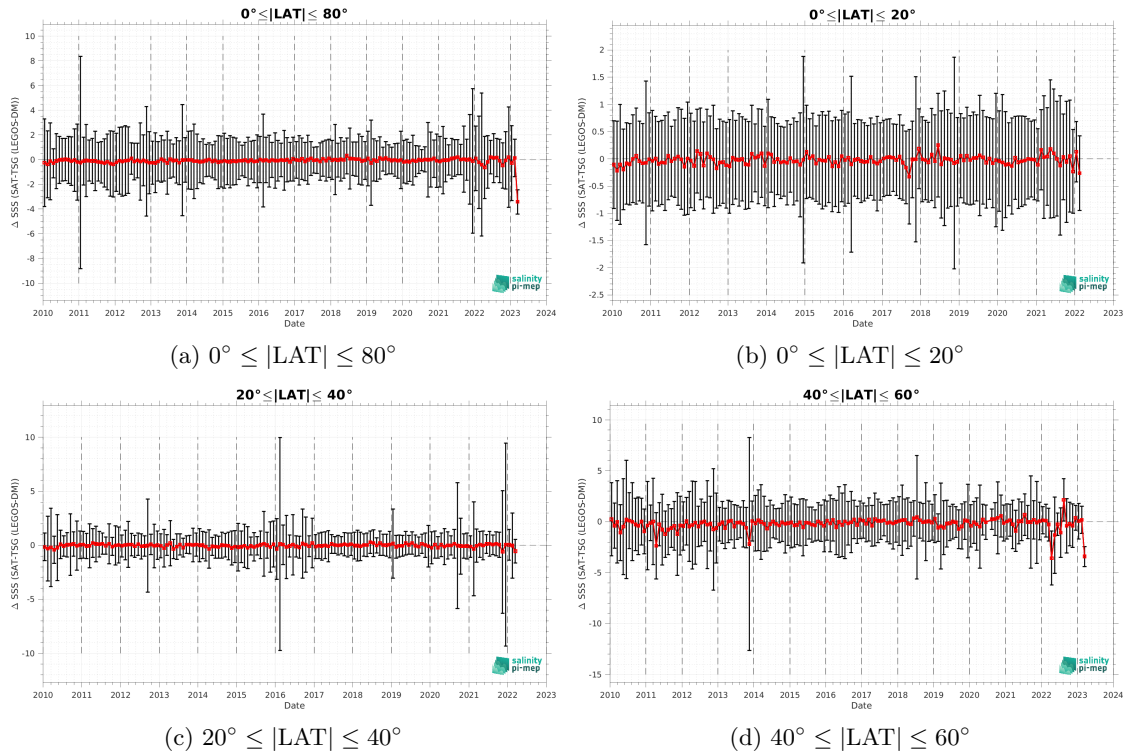 0°≤|LAT|≤ 80°
Δ SSS (SAT-TSG (LEGOS-DM))
10
8
6
4
2
0
-2
-4
-6
-8
-10
2010 2011 2012 2013 2014 2015 2016 2017 2018 2019 2020 2021 2022 2023 2024
Date
salinity
pi-mep
(a) 0° ≤ |LAT| ≤ 80°
0°≤|LAT|≤ 20°
Δ SSS (SAT-TSG (LEGOS-DM))
2
1.5
1
0.5
0
-0.5
-1
-1.5
-2
-2.5
2010 2011 2012 2013 2014 2015 2016 2017 2018 2019 2020 2021 2022 2023
Date
salinity
pi-mep
(b) 0° ≤ |LAT| ≤ 20°
20°≤|LAT|≤ 40°
Δ SSS (SAT-TSG (LEGOS-DM))
10
5
0
-5
-10
2010 2011 2012 2013 2014 2015 2016 2017 2018 2019 2020 2021 2022 2023
Date
salinity
pi-mep
(c) 20° ≤ |LAT| ≤ 40°
40°≤|LAT|≤ 60°
Δ SSS (SAT-TSG (LEGOS-DM))
10
5
0
-5
-10
-15
2010 2011 2012 2013 2014 2015 2016 2017 2018 2019 2020 2021 2022 2023 2024
Date
salinity
pi-mep
(d) 40° ≤ |LAT| ≤ 60°